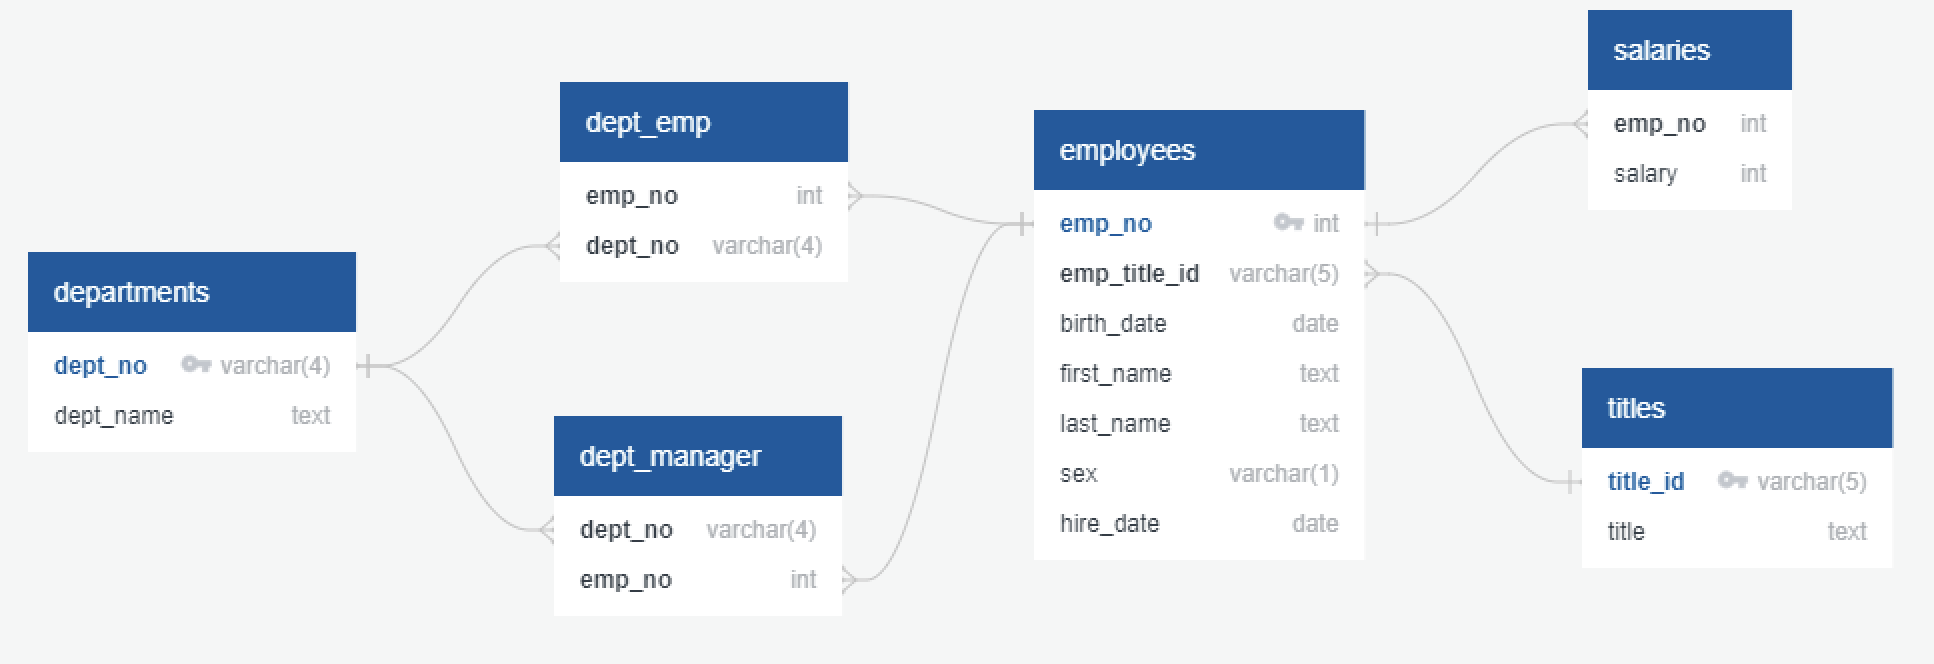 departments
dept_no varchar(4)
dept_name text
dept_emp
emp_no int
dept_no varchar(4)
dept_manager
dept_no varchar(4)
emp_no int
employees
emp_no int
emp_title_id varchar(5)
birth_date date
first_name text
last_name text
sex varchar(1)
hire_date date
salaries
emp_no int
salary int
titles
title_id varchar(5)
title text